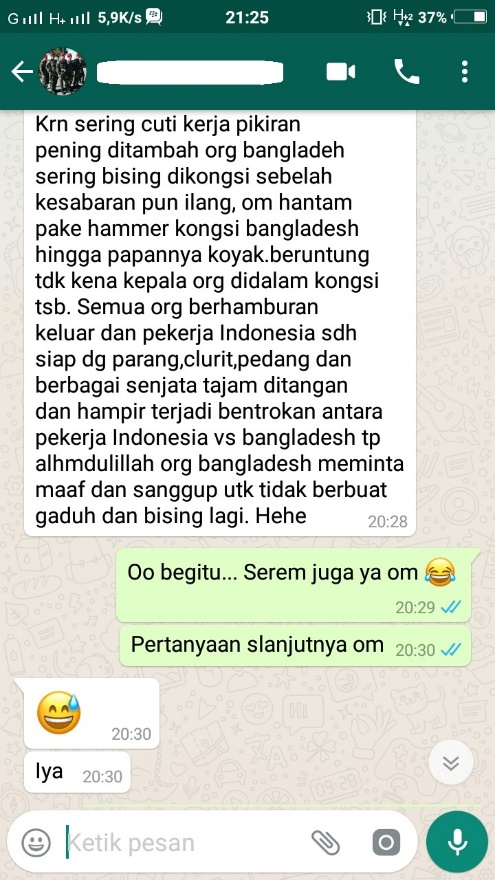 G H+ 5,9K/s 21:25 H+2 37%
Krn sering cuti kerja pikiran
pening ditambah org bangladeh
sering bising dikongsi sebelah
kesabaran pun ilang, om hantam
pake hammer kongsi bangladesh
hingga papannya koyak.beruntung
tdk kena kepala org didalam kongsi
tsb. Semua org berhamburan
keluar dan pekerja Indonesia sdh
siap dg parang,clurit,pedang dan
berbagai senjata tajam ditangan
dan hampir terjadi bentrokan antara
pekerja Indonesia vs bangladesh tp
alhmdulillah org bangladesh meminta
maaf dan sanggup utk tidak berbuat
gaduh dan bising lagi. Hehe 20:28
Oo begitu... Serem juga ya om 😂
20:29
Pertanyaan slanjutnya om 20:30
😅 20:30
Iya 20:30
Ketik pesan